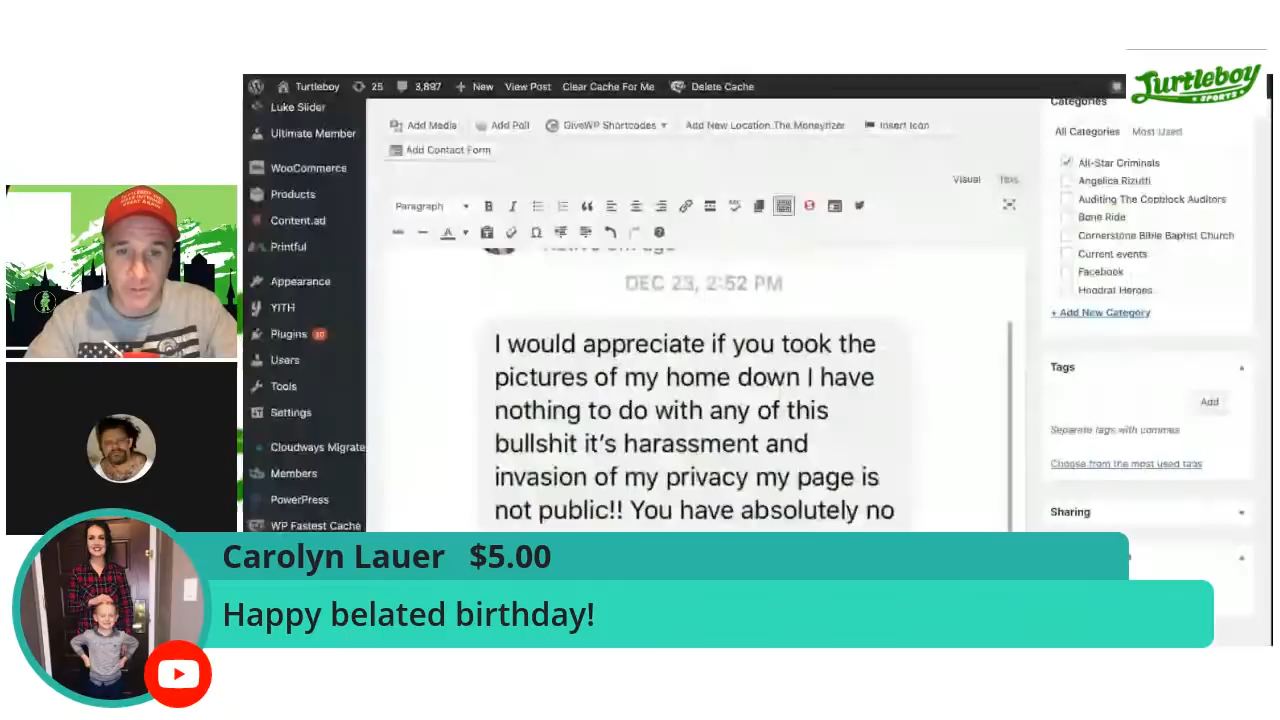 Turtleboy
25
3,897
New
View Post
Clear Cache For Me
Delete Cache
Turtleboy
SPORTS
Luke Slider
Ultimate Member
WooCommerce
Products
Content.ad
Printful
Appearance
YITH
Plugins
Users
Tools
Settings
Cloudways Migrate
Members
PowerPress
WP Fastest Cache
Add Media
Add Poll
GiveWP Shortcodes
Add New Location The Moneytizer
Insert Icon
Add Contact Form
Visual
Text
Paragraph
DEC 23, 2:52 PM
I would appreciate if you took the
pictures of my home down I have
nothing to do with any of this
bullshit it's harassment and
invasion of my privacy my page is
not public!! You have absolutely no
Categories
All Categories
Most Used
All-Star Criminals
Angelica Rizutti
Auditing The Copblock Auditors
Bone Ride
Cornerstone Bible Baptist Church
Current events
Facebook
Hoodrat Heroes
+ Add New Category
Tags
Add
Separate tags with commas
Choose from the most used tags
Sharing
Carolyn Lauer $5.00
Happy belated birthday!